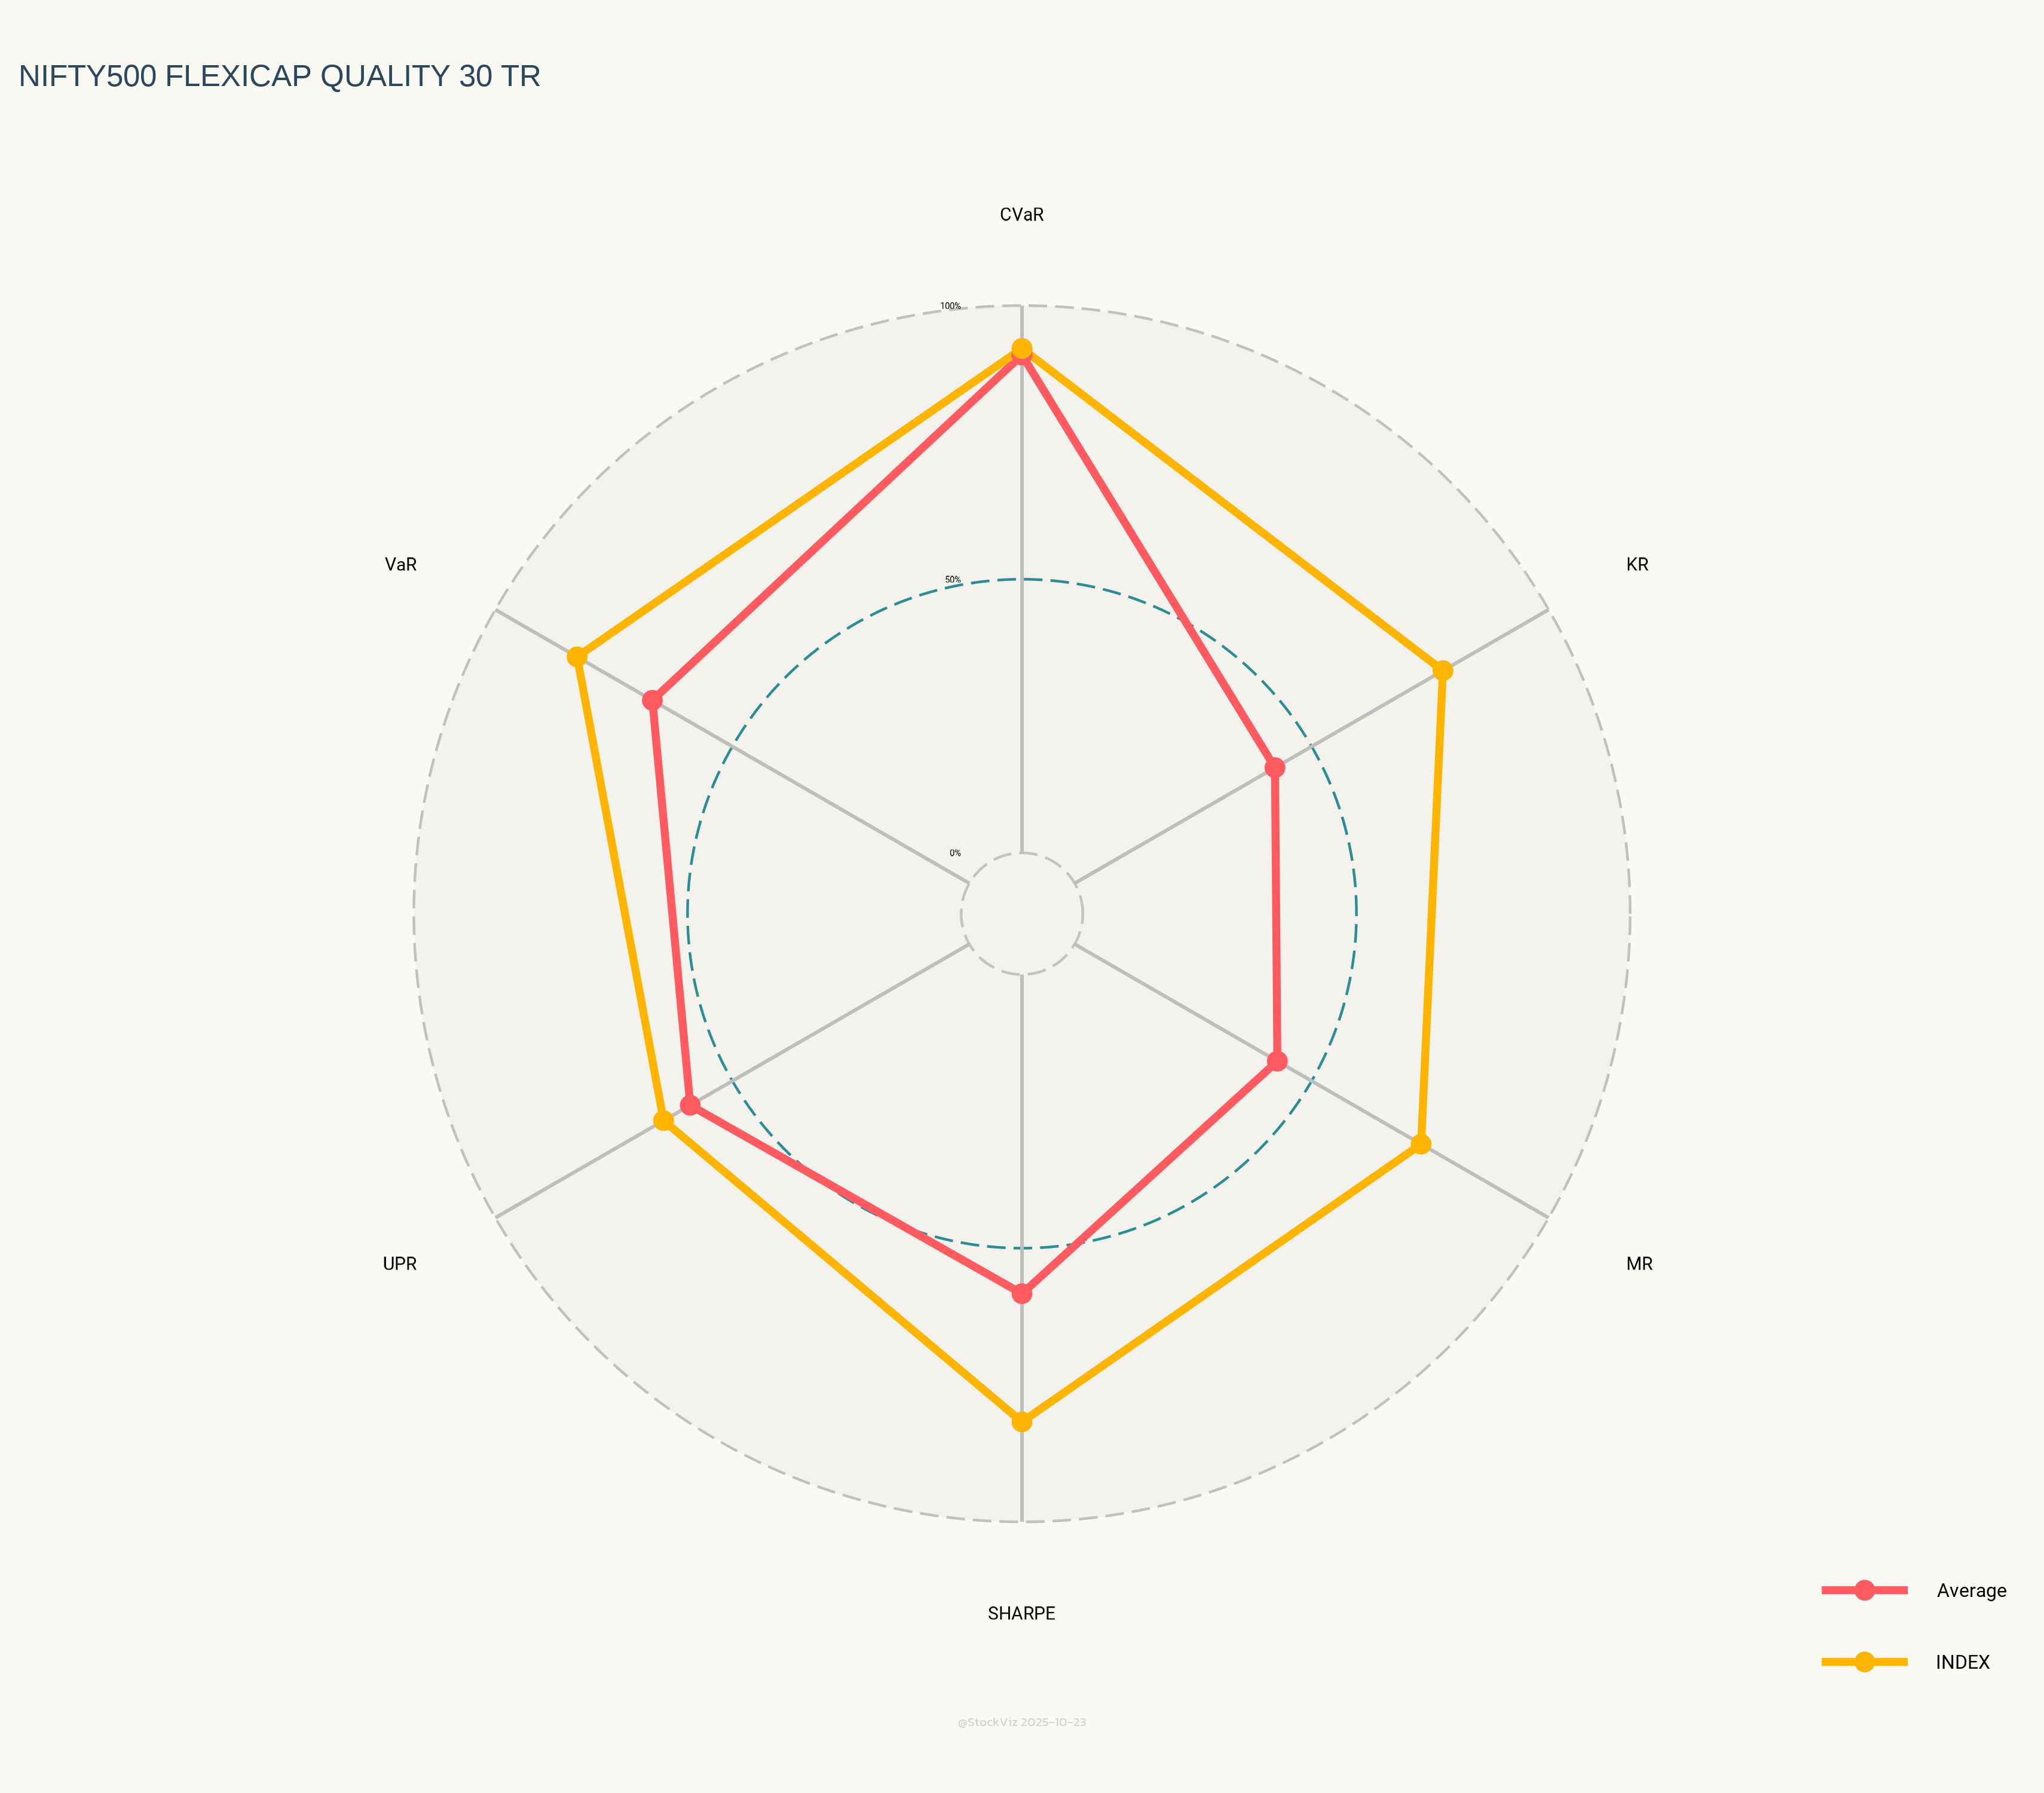 NIFTY500 FLEXICAP QUALITY 30 TR
CVaR
100%
KR
VaR
50%
0%
UPR
MR
SHARPE
Average
INDEX
@StockViz 2025-10-23